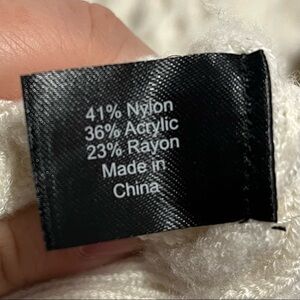 41% Nylon
36% Acrylic
23% Rayon
Made in
China